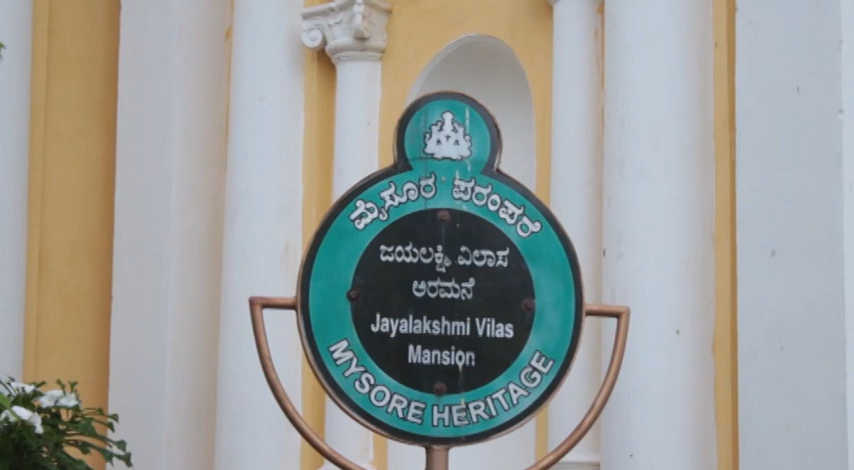 ಮೈಸೂರ ಪರಂಪರೆ
ಜಯಲಕ್ಷ್ಮಿ ವಿಲಾಸ
ಅರಮನೆ
Jayalakshmi Vilas
Mansion
MYSORE HERITAGE